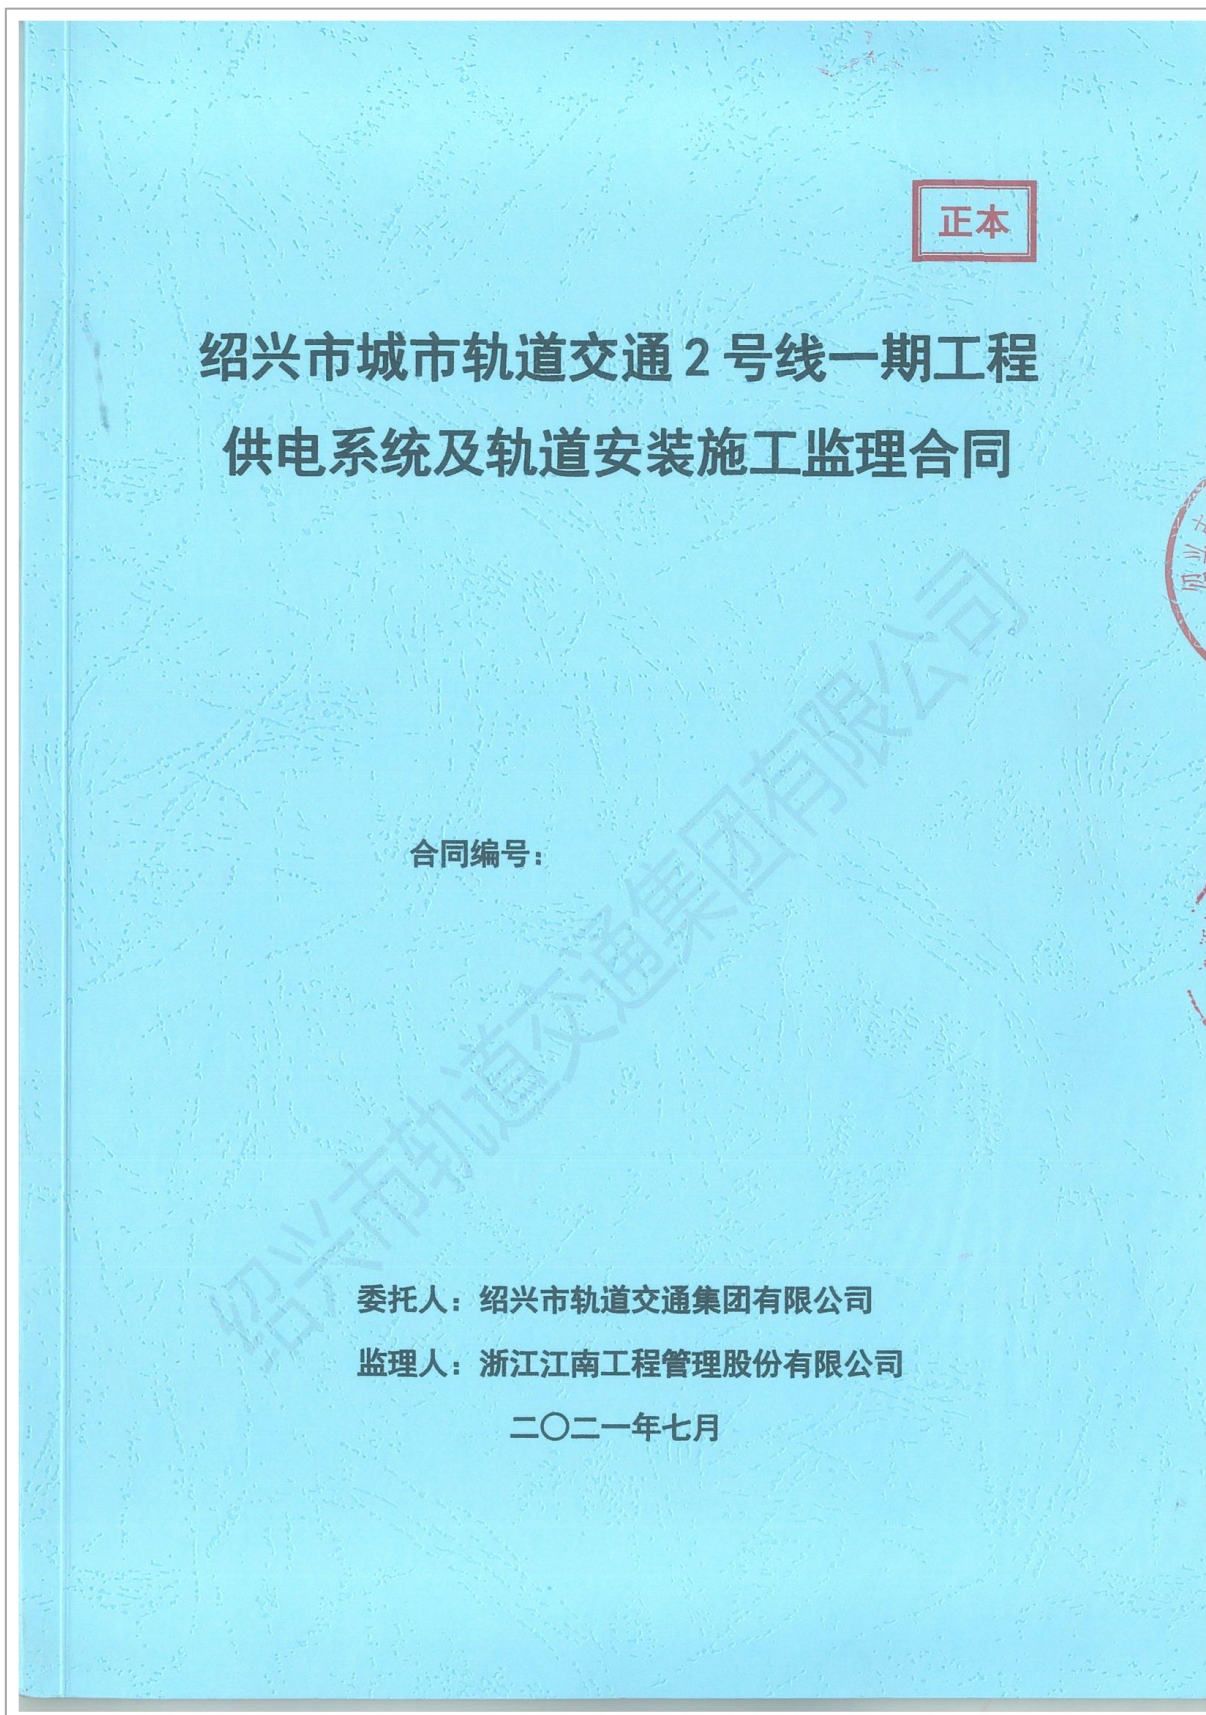 正本
绍兴市城市轨道交通2号线一期工程
供电系统及轨道安装施工监理合同
合同编号：
委托人：绍兴市轨道交通集团有限公司
监理人：浙江江南工程管理股份有限公司
二〇二一年七月
绍兴市轨道交通集团有限公司
绍兴市